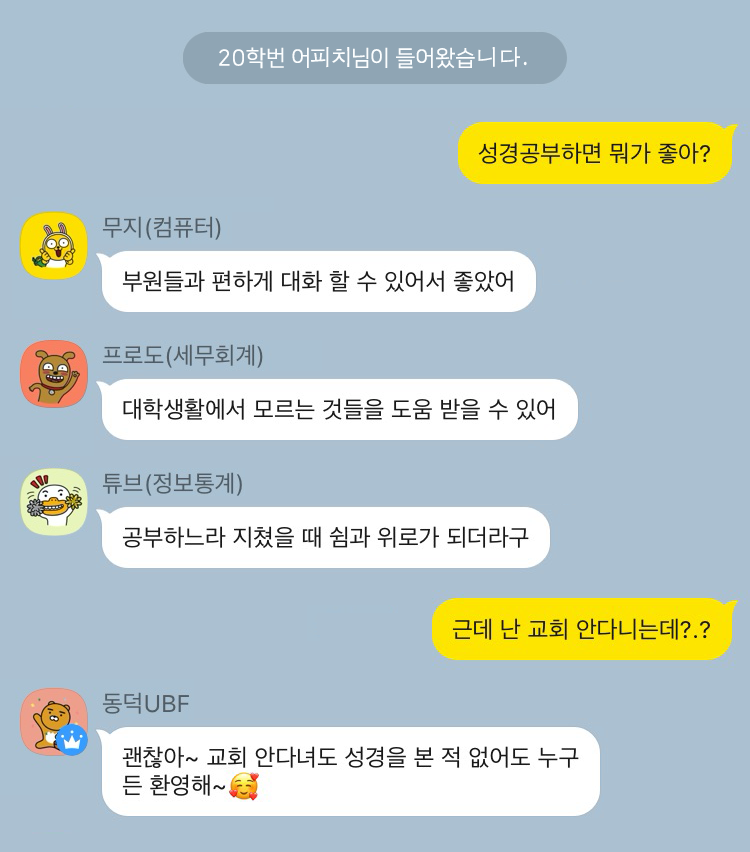 20학번 어피치님이 들어왔습니다.
성경공부하면 뭐가 좋아?
무지(컴퓨터)
부원들과 편하게 대화 할 수 있어서 좋았어
프로도(세무회계)
대학생활에서 모르는 것들을 도움 받을 수 있어
튜브(정보통계)
공부하느라 지쳤을 때 쉼과 위로가 되더라구
근데 난 교회 안다니는데?.?
동덕UBF
괜찮아~ 교회 안다녀도 성경을 본 적 없어도 누구
든 환영해~🥰